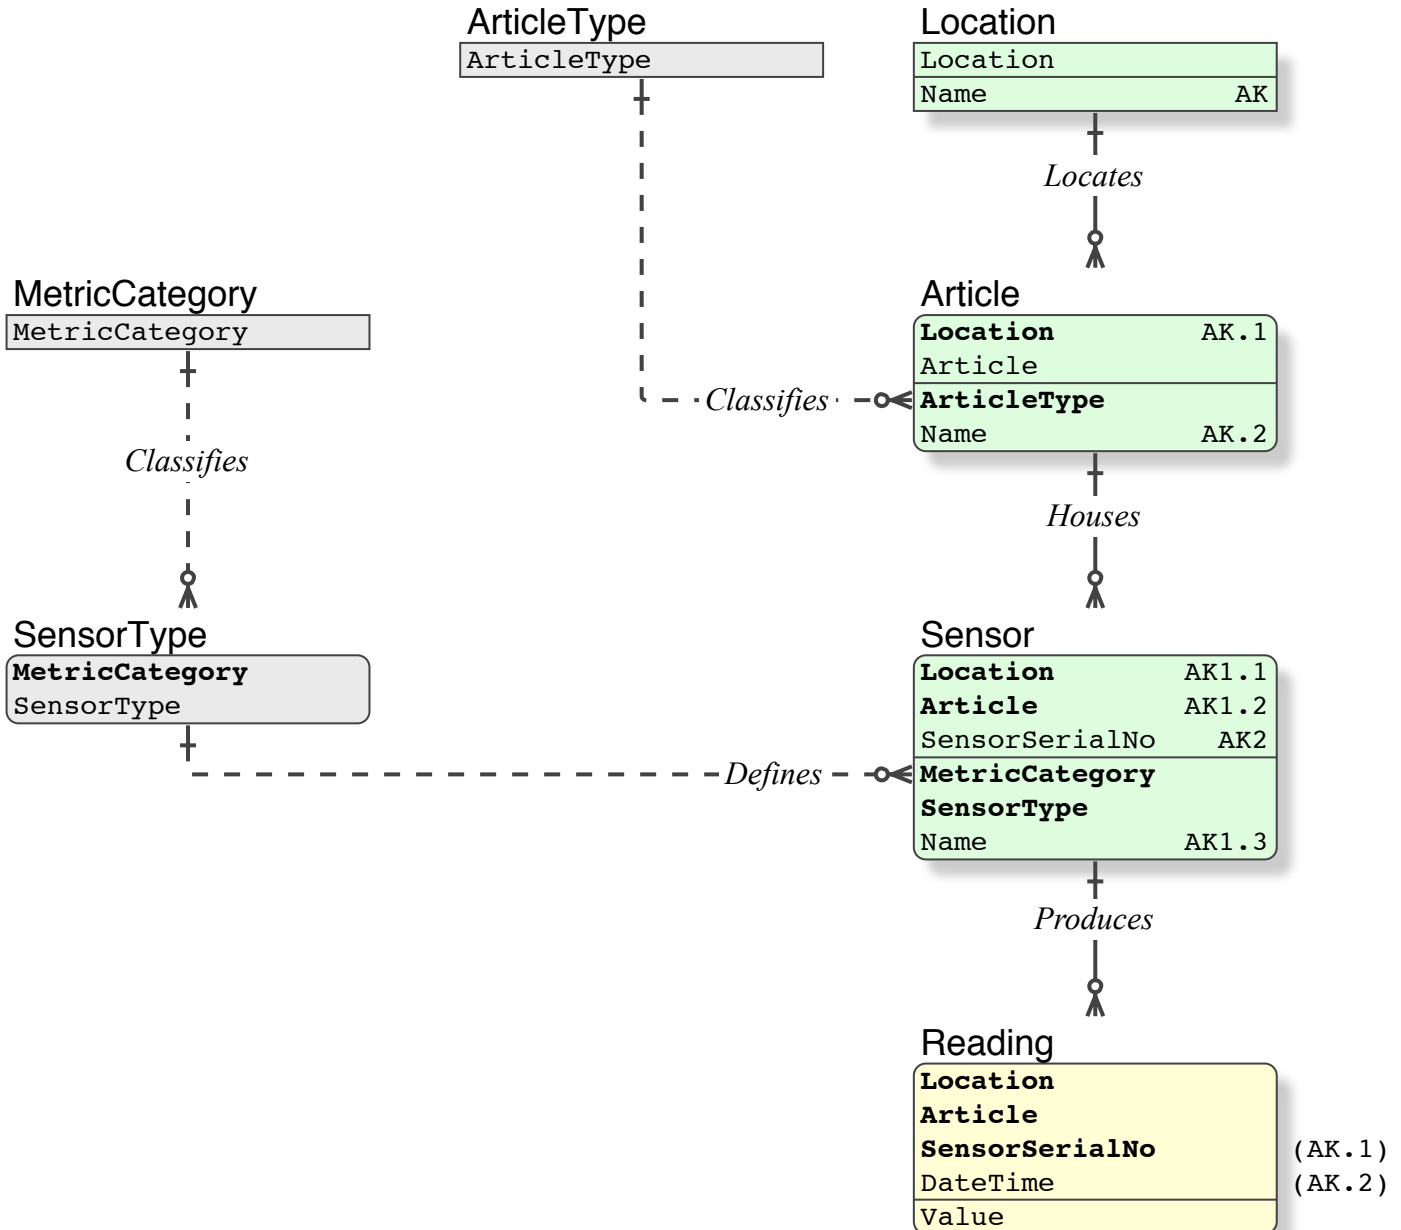 ArticleType
ArticleType
Location
Location
Name AK
Locates
MetricCategory
MetricCategory
Classifies
Article
Location AK.1
Article
ArticleType
Name AK.2
Classifies
Houses
SensorType
MetricCategory
SensorType
Defines
Sensor
Location AK1.1
Article AK1.2
SensorSerialNo AK2
MetricCategory
SensorType
Name AK1.3
Produces
Reading
Location
Article
SensorSerialNo (AK.1)
DateTime (AK.2)
Value